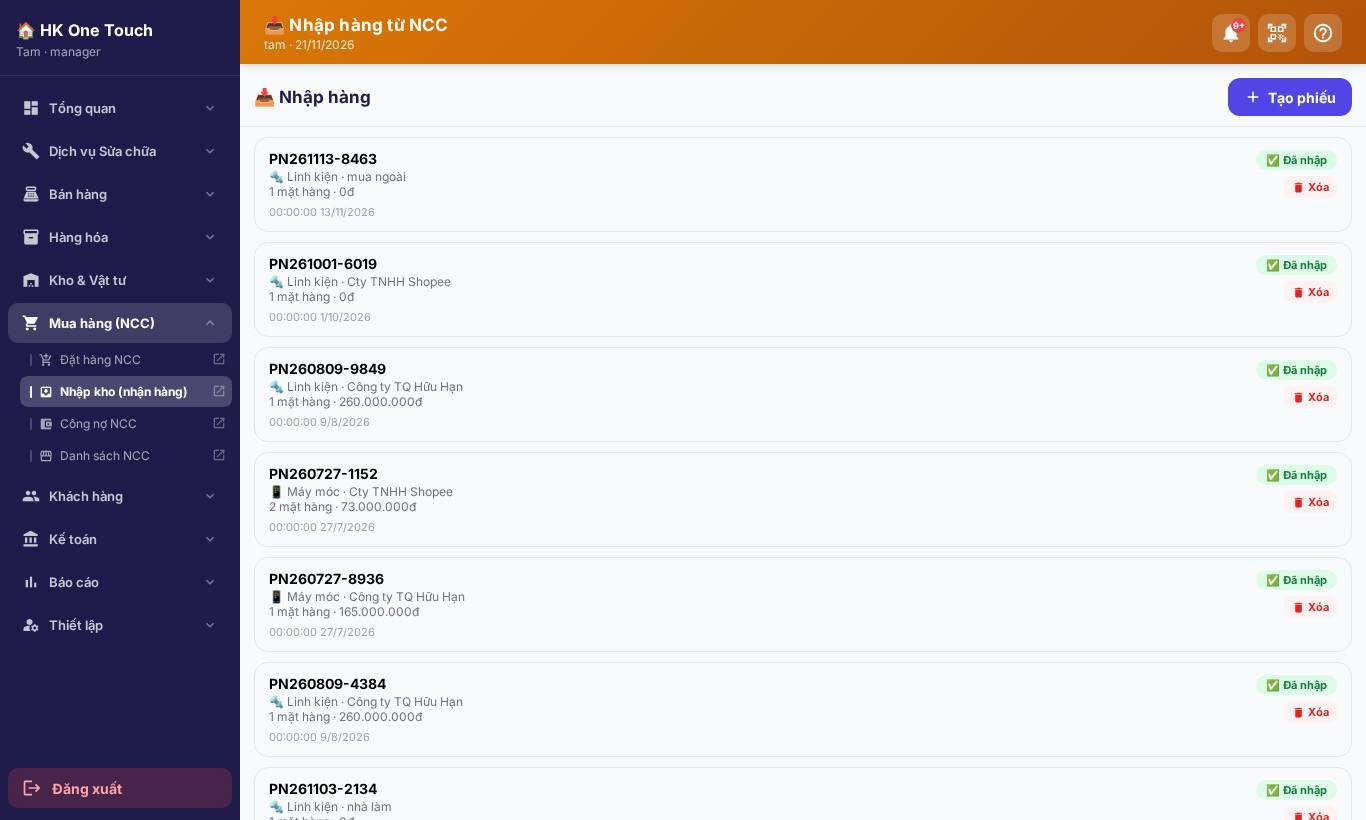 🏠 HK One Touch
Tam · manager
Tổng quan
Dịch vụ Sửa chữa
Bán hàng
Hàng hóa
Kho & Vật tư
Mua hàng (NCC)
Đặt hàng NCC
Nhập kho (nhận hàng)
Công nợ NCC
Danh sách NCC
Khách hàng
Kế toán
Báo cáo
Thiết lập
Đăng xuất
📥 Nhập hàng từ NCC
tam · 21/11/2026
9+
📥 Nhập hàng
+ Tạo phiếu
PN261113-8463
✅ Đã nhập
🔩 Linh kiện · mua ngoài
Xóa
1 mặt hàng · 0đ
00:00:00 13/11/2026
PN261001-6019
✅ Đã nhập
🔩 Linh kiện · Cty TNHH Shopee
Xóa
1 mặt hàng · 0đ
00:00:00 1/10/2026
PN260809-9849
✅ Đã nhập
🔩 Linh kiện · Công ty TQ Hữu Hạn
Xóa
1 mặt hàng · 260.000.000đ
00:00:00 9/8/2026
PN260727-1152
✅ Đã nhập
📱 Máy móc · Cty TNHH Shopee
Xóa
2 mặt hàng · 73.000.000đ
00:00:00 27/7/2026
PN260727-8936
✅ Đã nhập
📱 Máy móc · Công ty TQ Hữu Hạn
Xóa
1 mặt hàng · 165.000.000đ
00:00:00 27/7/2026
PN260809-4384
✅ Đã nhập
🔩 Linh kiện · Công ty TQ Hữu Hạn
Xóa
1 mặt hàng · 260.000.000đ
00:00:00 9/8/2026
PN261103-2134
✅ Đã nhập
🔩 Linh kiện · nhà làm
Xóa